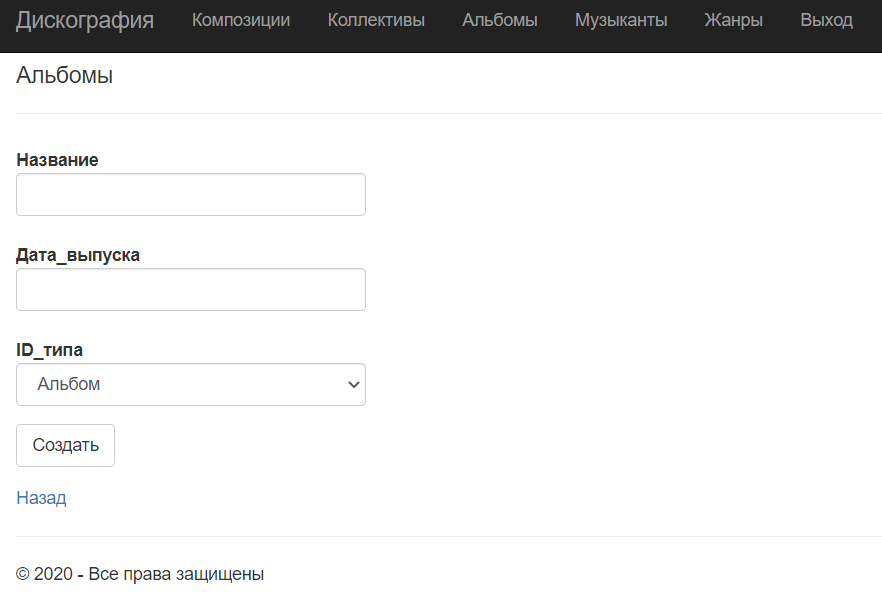 Дискография Композиции Коллективы Альбомы Музыканты Жанры Выход
Альбомы
Название
Дата_выпуска
ID_типа
Альбом
Создать
Назад
© 2020 - Все права защищены